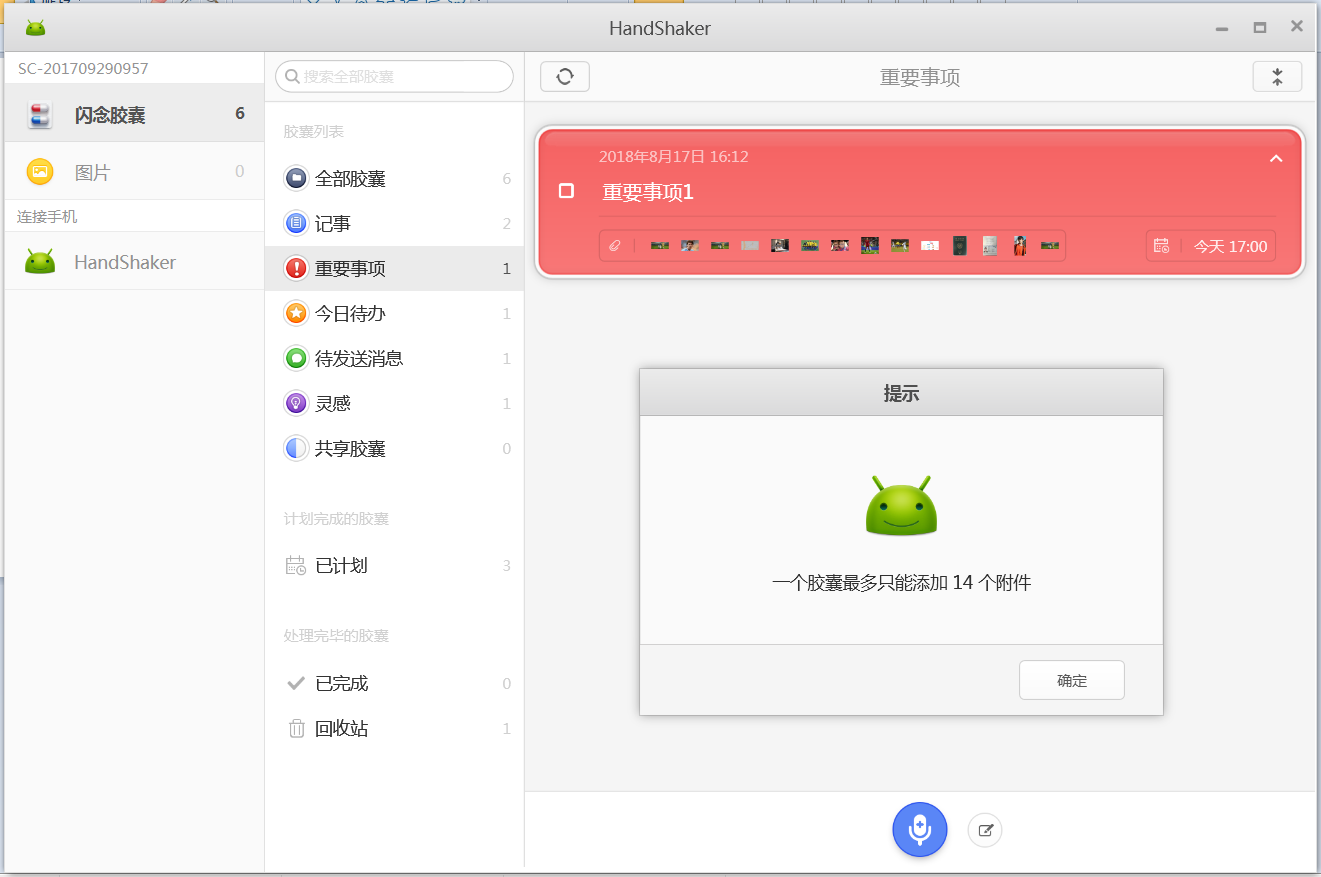 HandShaker
SC-201709290957
闪念胶囊 6
图片 0
连接手机
HandShaker
搜索全部胶囊
胶囊列表
全部胶囊 6
记事 2
重要事项 1
今日待办 1
待发送消息 1
灵感 1
共享胶囊 0
计划完成的胶囊
已计划 3
处理完毕的胶囊
已完成 0
回收站 1
重要事项
2018年8月17日 16:12
重要事项1
今天 17:00
提示
一个胶囊最多只能添加 14 个附件
确定